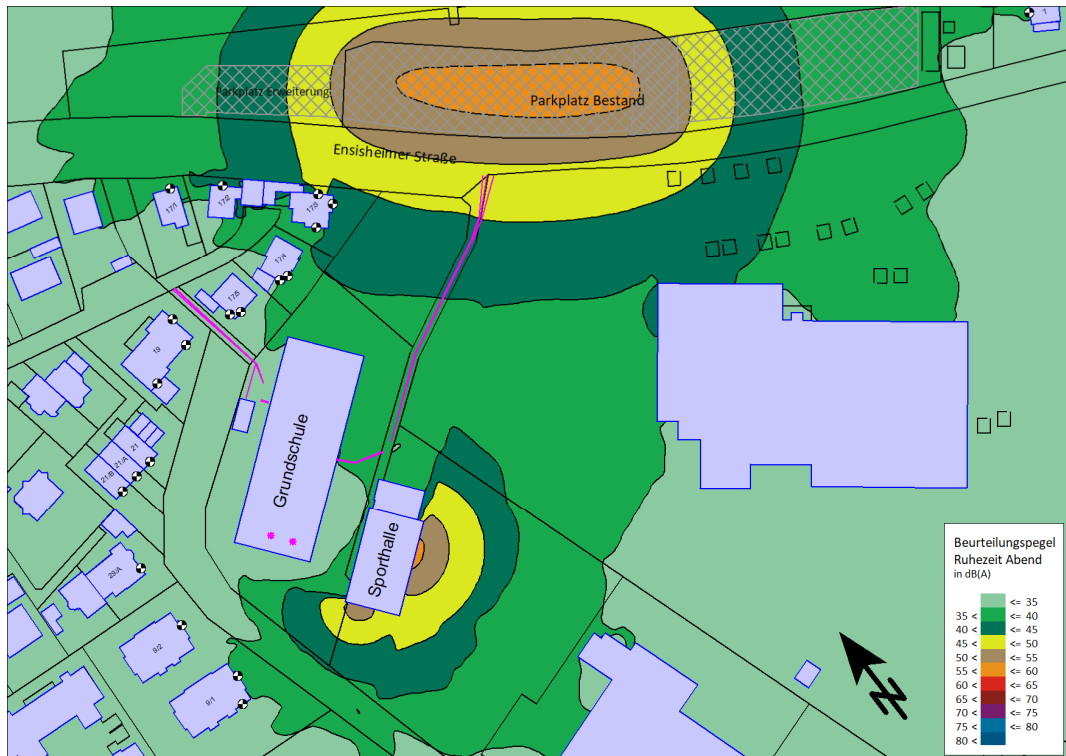 1
Parkplatz Erweiterung
Parkplatz Bestand
Ensisheimer Straße
17/1
17/2
17/3
17/4
17/5
19
21
21/A
21/B
29/A
9/2
9/1
Grundschule
Sporthalle
Beurteilungspegel
Ruhezeit Abend
in dB(A)
<= 35
35 < <= 40
40 < <= 45
45 < <= 50
50 < <= 55
55 < <= 60
60 < <= 65
65 < <= 70
70 < <= 75
75 < <= 80
80 <